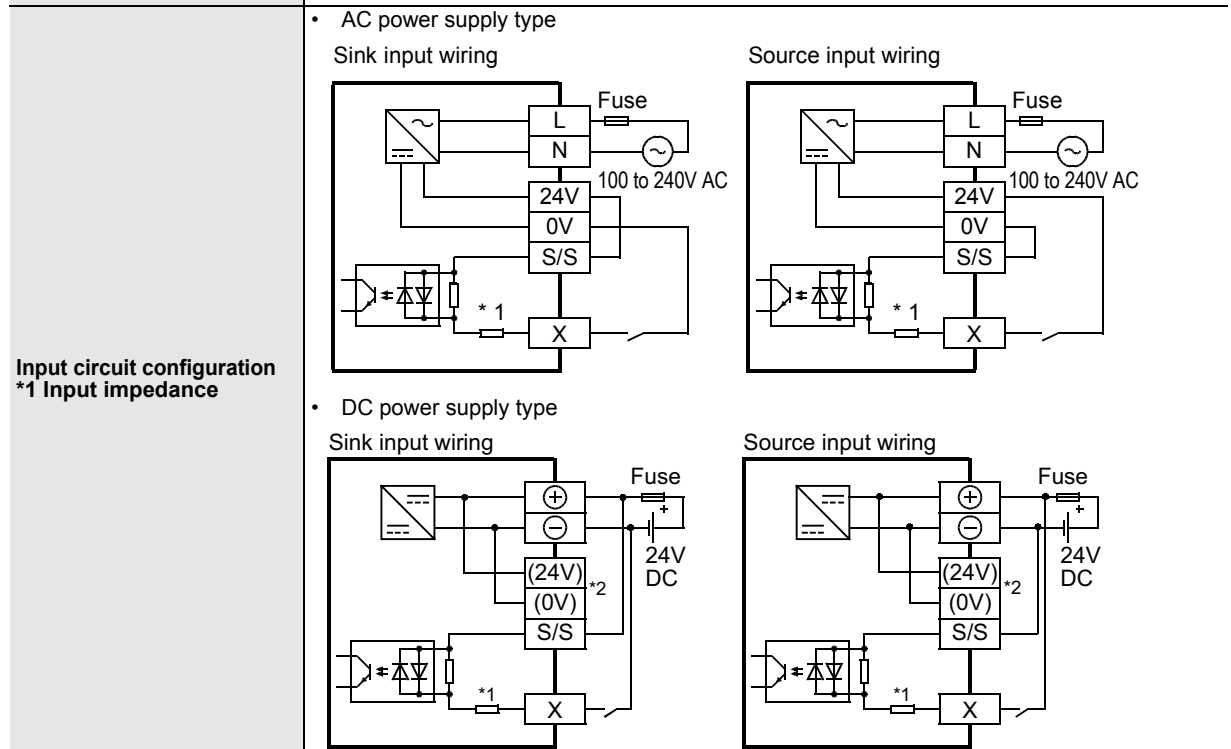 Input circuit configuration
*1 Input impedance
• AC power supply type
Sink input wiring
L
N
24V
0V
S/S
X
Fuse
100 to 240V AC
* 1
Source input wiring
L
N
24V
0V
S/S
X
Fuse
100 to 240V AC
* 1
• DC power supply type
Sink input wiring
+
−
(24V)
(0V)
S/S
X
*2
Fuse
+
24V
DC
*1
Source input wiring
+
−
(24V)
(0V)
S/S
X
*2
Fuse
+
24V
DC
*1